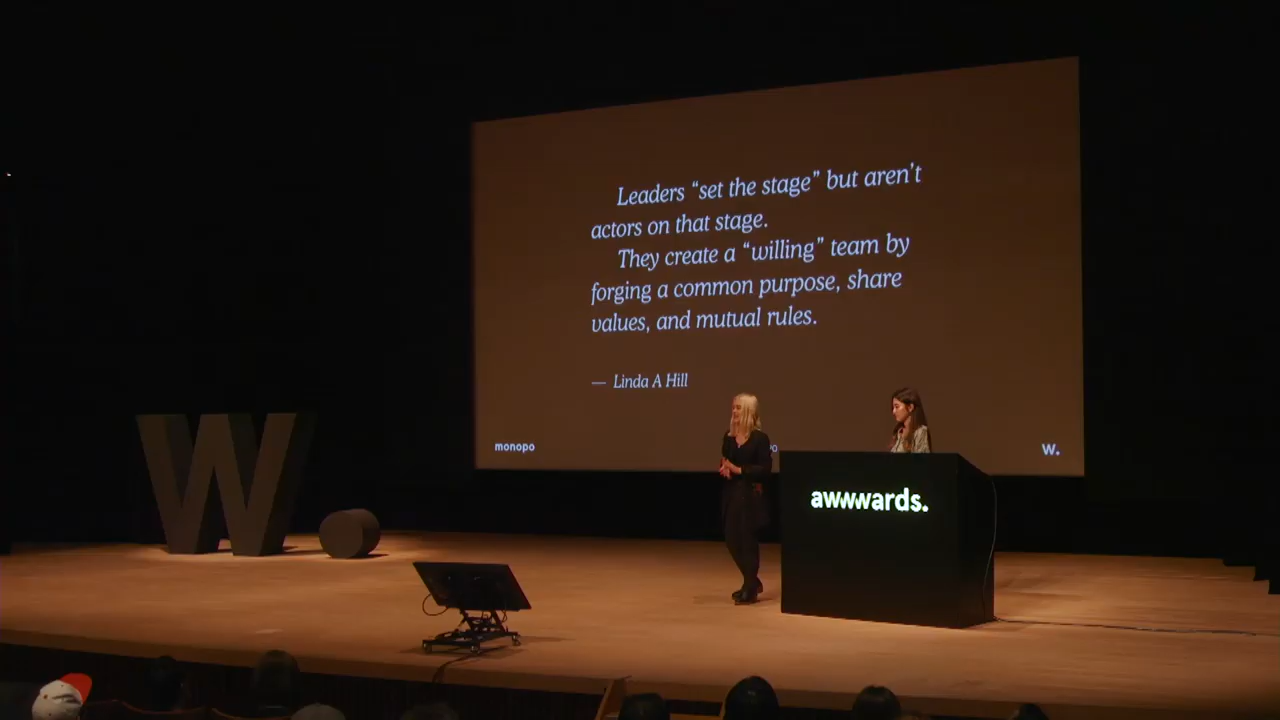 Leaders “set the stage” but aren’t
actors on that stage.
They create a “willing” team by
forging a common purpose, share
values, and mutual rules.
— Linda A Hill
monopo
W.
awwwards.
W.